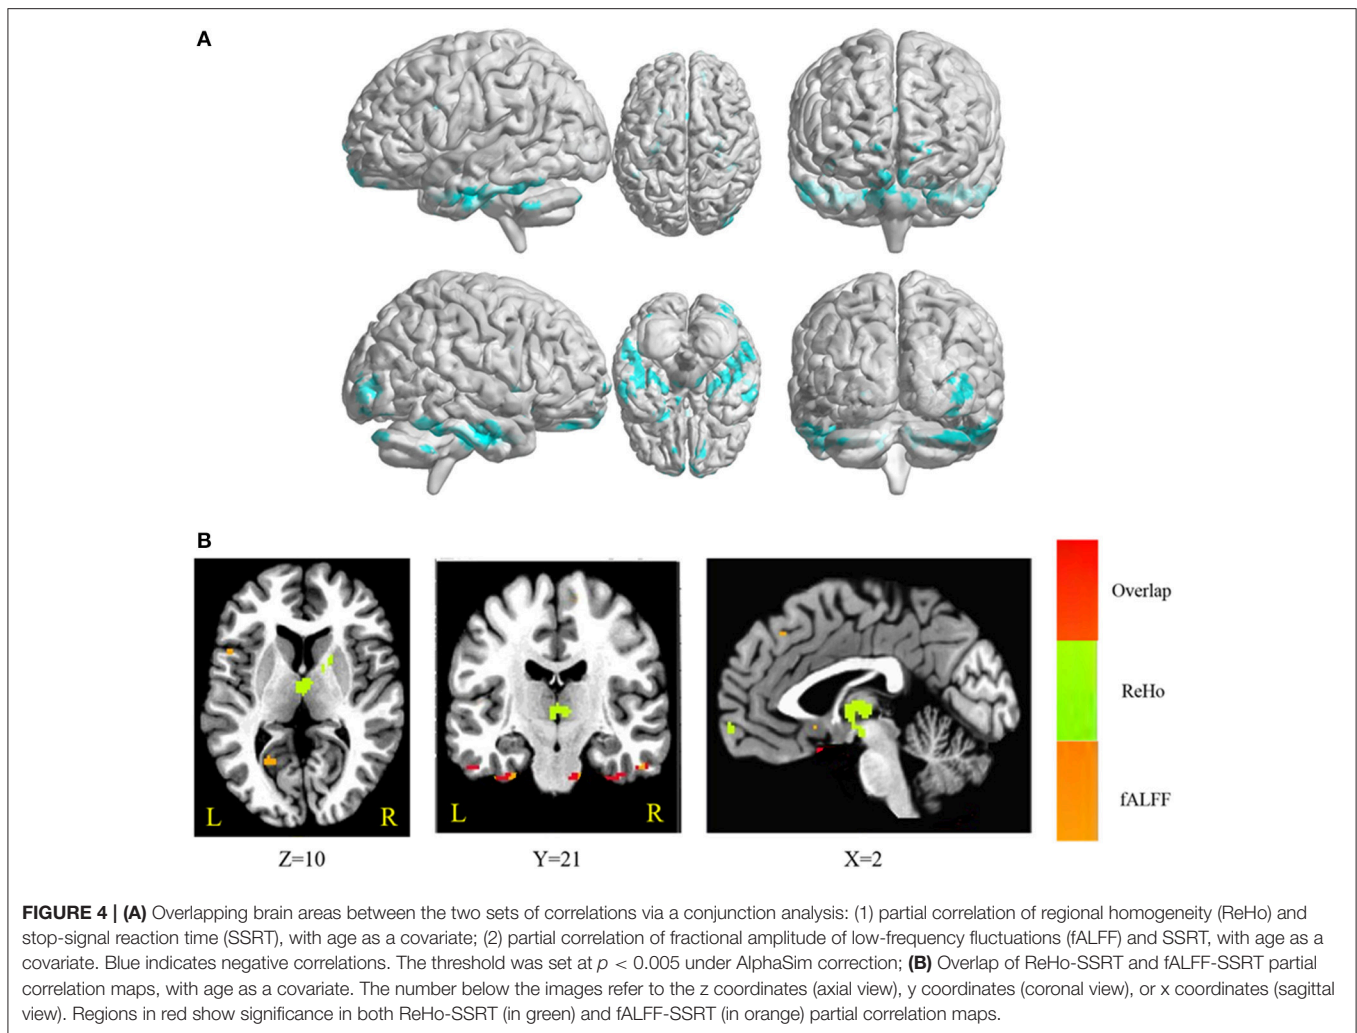 A
B
L
R
L
R
Overlap
ReHo
fALFF
Z=10
Y=21
X=2
FIGURE 4 | (A) Overlapping brain areas between the two sets of correlations via a conjunction analysis: (1) partial correlation of regional homogeneity (ReHo) and
stop-signal reaction time (SSRT), with age as a covariate; (2) partial correlation of fractional amplitude of low-frequency fluctuations (fALFF) and SSRT, with age as a
covariate. Blue indicates negative correlations. The threshold was set at p < 0.005 under AlphaSim correction; (B) Overlap of ReHo-SSRT and fALFF-SSRT partial
correlation maps, with age as a covariate. The number below the images refer to the z coordinates (axial view), y coordinates (coronal view), or x coordinates (sagittal
view). Regions in red show significance in both ReHo-SSRT (in green) and fALFF-SSRT (in orange) partial correlation maps.